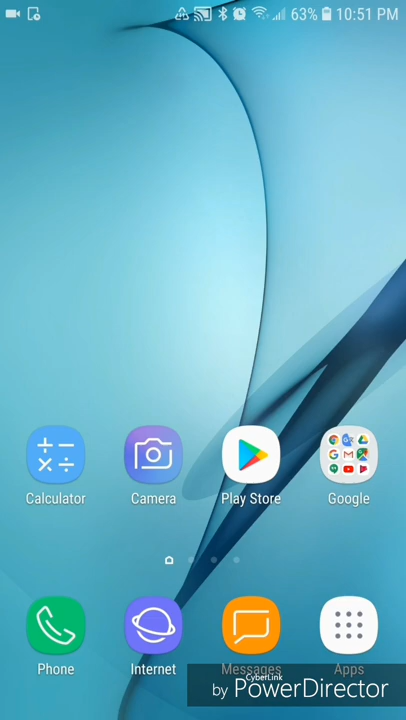 63% 10:51 PM
Calculator Camera Play Store Google
Phone Internet Messages Apps
CyberLink
by PowerDirector